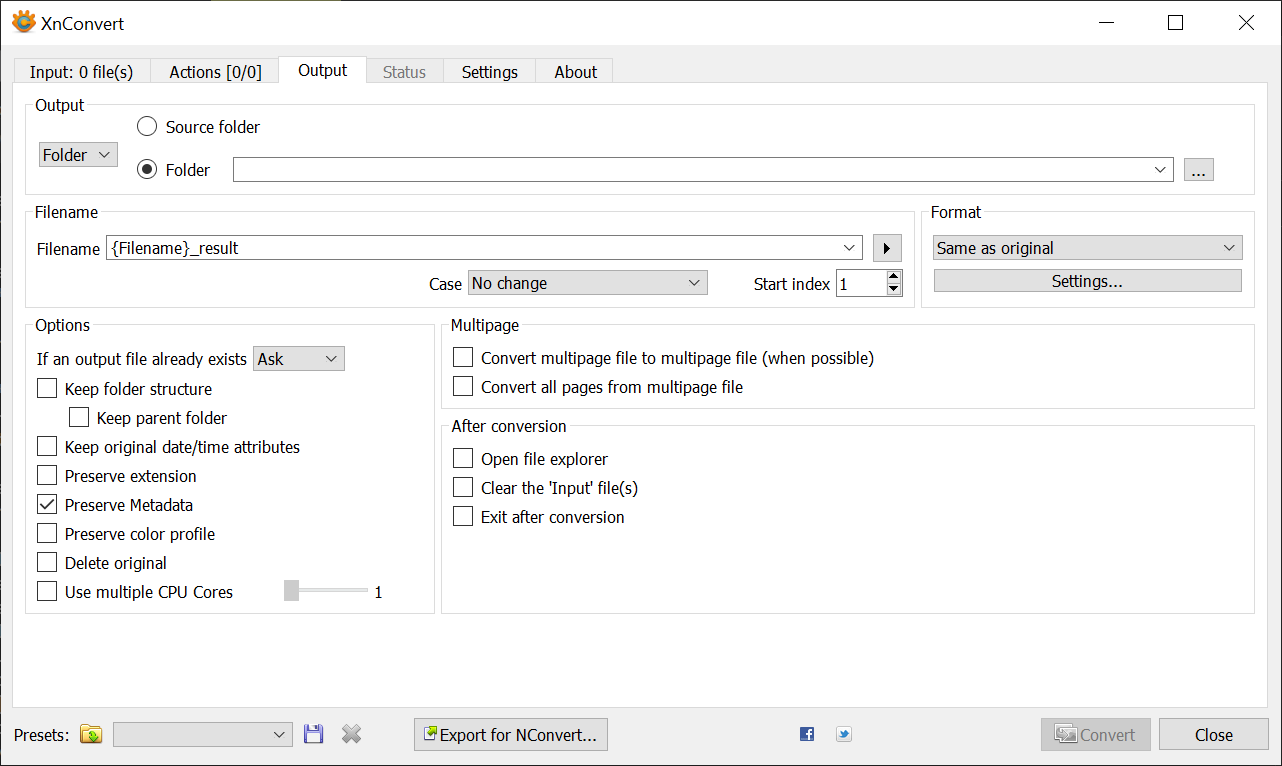 XnConvert
Input: 0 file(s) Actions [0/0] Output Status Settings About
Output
Source folder
Folder
Folder ...
Filename
Filename {Filename}_result
Case No change Start index 1
Format
Same as original
Settings...
Options
If an output file already exists Ask
Keep folder structure
Keep parent folder
Keep original date/time attributes
Preserve extension
Preserve Metadata
Preserve color profile
Delete original
Use multiple CPU Cores 1
Multipage
Convert multipage file to multipage file (when possible)
Convert all pages from multipage file
After conversion
Open file explorer
Clear the 'Input' file(s)
Exit after conversion
Presets: Export for NConvert... Convert Close